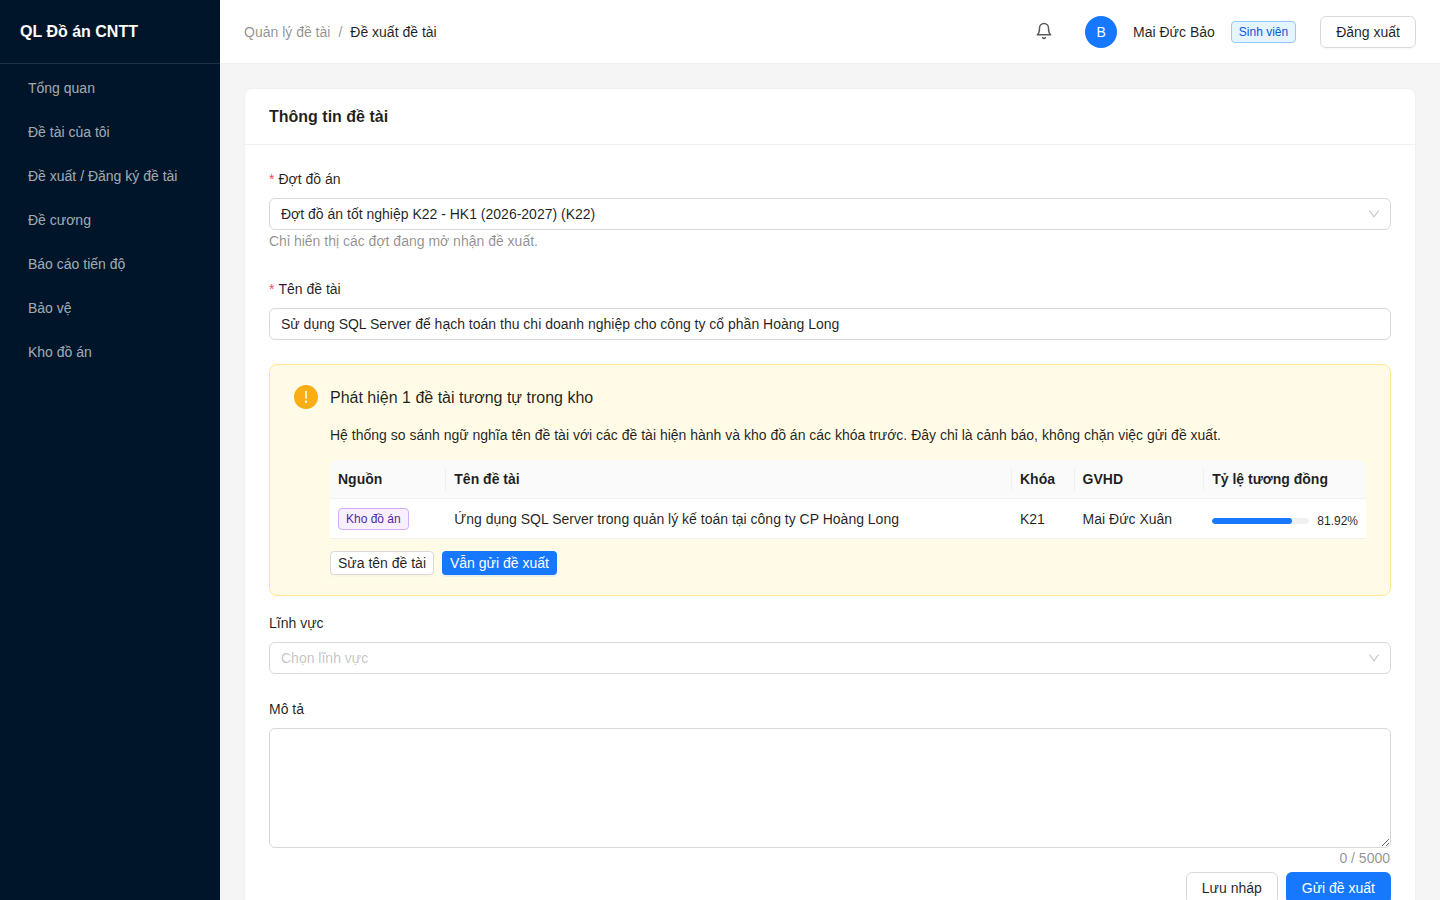 QL Đồ án CNTT
Tổng quan
Đề tài của tôi
Đề xuất / Đăng ký đề tài
Đề cương
Báo cáo tiến độ
Bảo vệ
Kho đồ án
Quản lý đề tài / Đề xuất đề tài
B
Mai Đức Bảo
Sinh viên
Đăng xuất
Thông tin đề tài
* Đợt đồ án
Đợt đồ án tốt nghiệp K22 - HK1 (2026-2027) (K22)
Chỉ hiển thị các đợt đang mở nhận đề xuất.
* Tên đề tài
Sử dụng SQL Server để hạch toán thu chi doanh nghiệp cho công ty cổ phần Hoàng Long
Phát hiện 1 đề tài tương tự trong kho
Hệ thống so sánh ngữ nghĩa tên đề tài với các đề tài hiện hành và kho đồ án các khóa trước. Đây chỉ là cảnh báo, không chặn việc gửi đề xuất.
Nguồn Tên đề tài Khóa GVHD Tỷ lệ tương đồng
Kho đồ án Ứng dụng SQL Server trong quản lý kế toán tại công ty CP Hoàng Long K21 Mai Đức Xuân 81.92%
Sửa tên đề tài Vẫn gửi đề xuất
Lĩnh vực
Chọn lĩnh vực
Mô tả
0 / 5000
Lưu nháp Gửi đề xuất